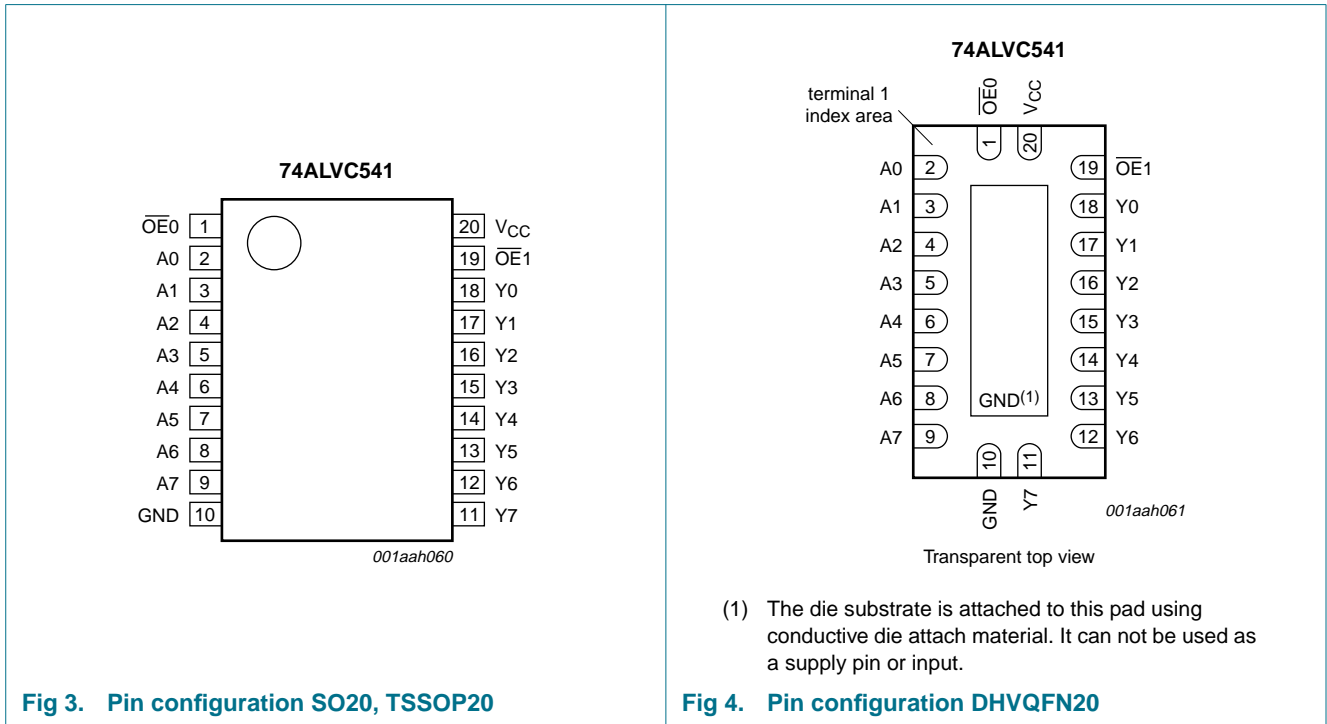 74ALVC541
OE0 1 20 VCC
A0 2 19 OE1
A1 3 18 Y0
A2 4 17 Y1
A3 5 16 Y2
A4 6 15 Y3
A5 7 14 Y4
A6 8 13 Y5
A7 9 12 Y6
GND 10 11 Y7
001aah060
Fig 3. Pin configuration SO20, TSSOP20
74ALVC541
terminal 1
index area
OE0 VCC
1 20
A0 2 19 OE1
A1 3 18 Y0
A2 4 17 Y1
A3 5 16 Y2
A4 6 15 Y3
A5 7 14 Y4
A6 8 GND(1) 13 Y5
A7 9 12 Y6
10 11
GND Y7
001aah061
Transparent top view
(1) The die substrate is attached to this pad using
conductive die attach material. It can not be used as
a supply pin or input.
Fig 4. Pin configuration DHVQFN20